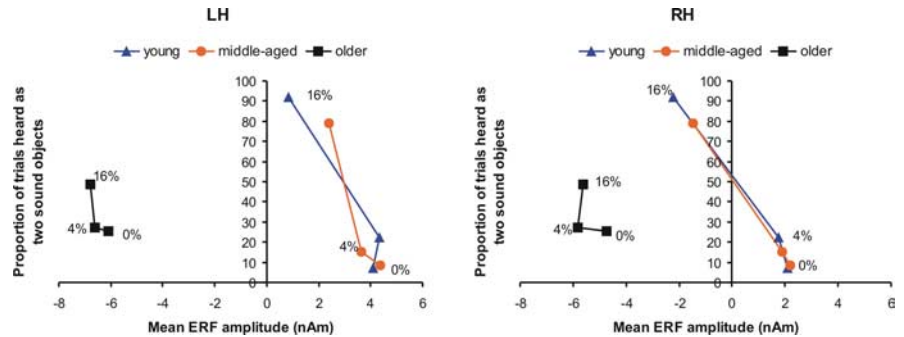 LH
young middle-aged older
Proportion of trials heard as
two sound objects
100
90
80
70
60
50
40
30
20
10
0
16%
16%
4%
0%
4%
0%
-8 -6 -4 -2 0 2 4 6
Mean ERF amplitude (nAm)
RH
young middle-aged older
Proportion of trials heard as
two sound objects
100
90
80
70
60
50
40
30
20
10
0
16%
16%
4%
0%
4%
0%
-8 -6 -4 -2 0 2 4 6
Mean ERF amplitude (nAm)